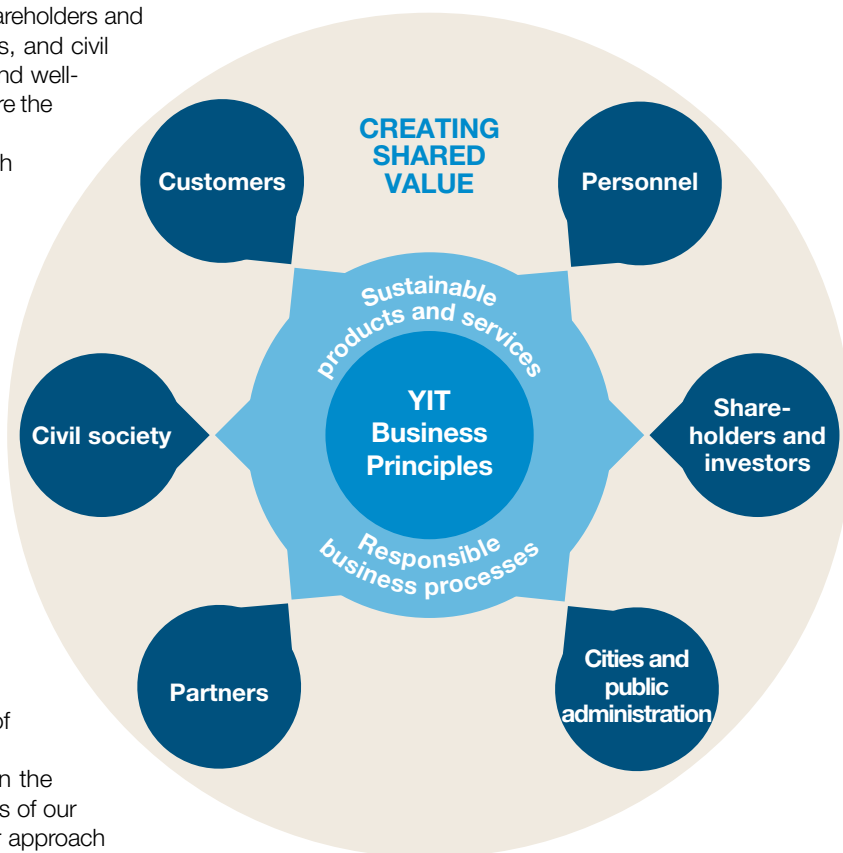 areholders and
s, and civil
nd well-
re the
h
CREATING
SHARED
VALUE
Customers
Personnel
Sustainable
products and services
YIT
Business
Principles
Civil society
Share-
holders and
investors
Responsible
business processes
Partners
Cities and
public
administration
of
n the
s of our
r approach